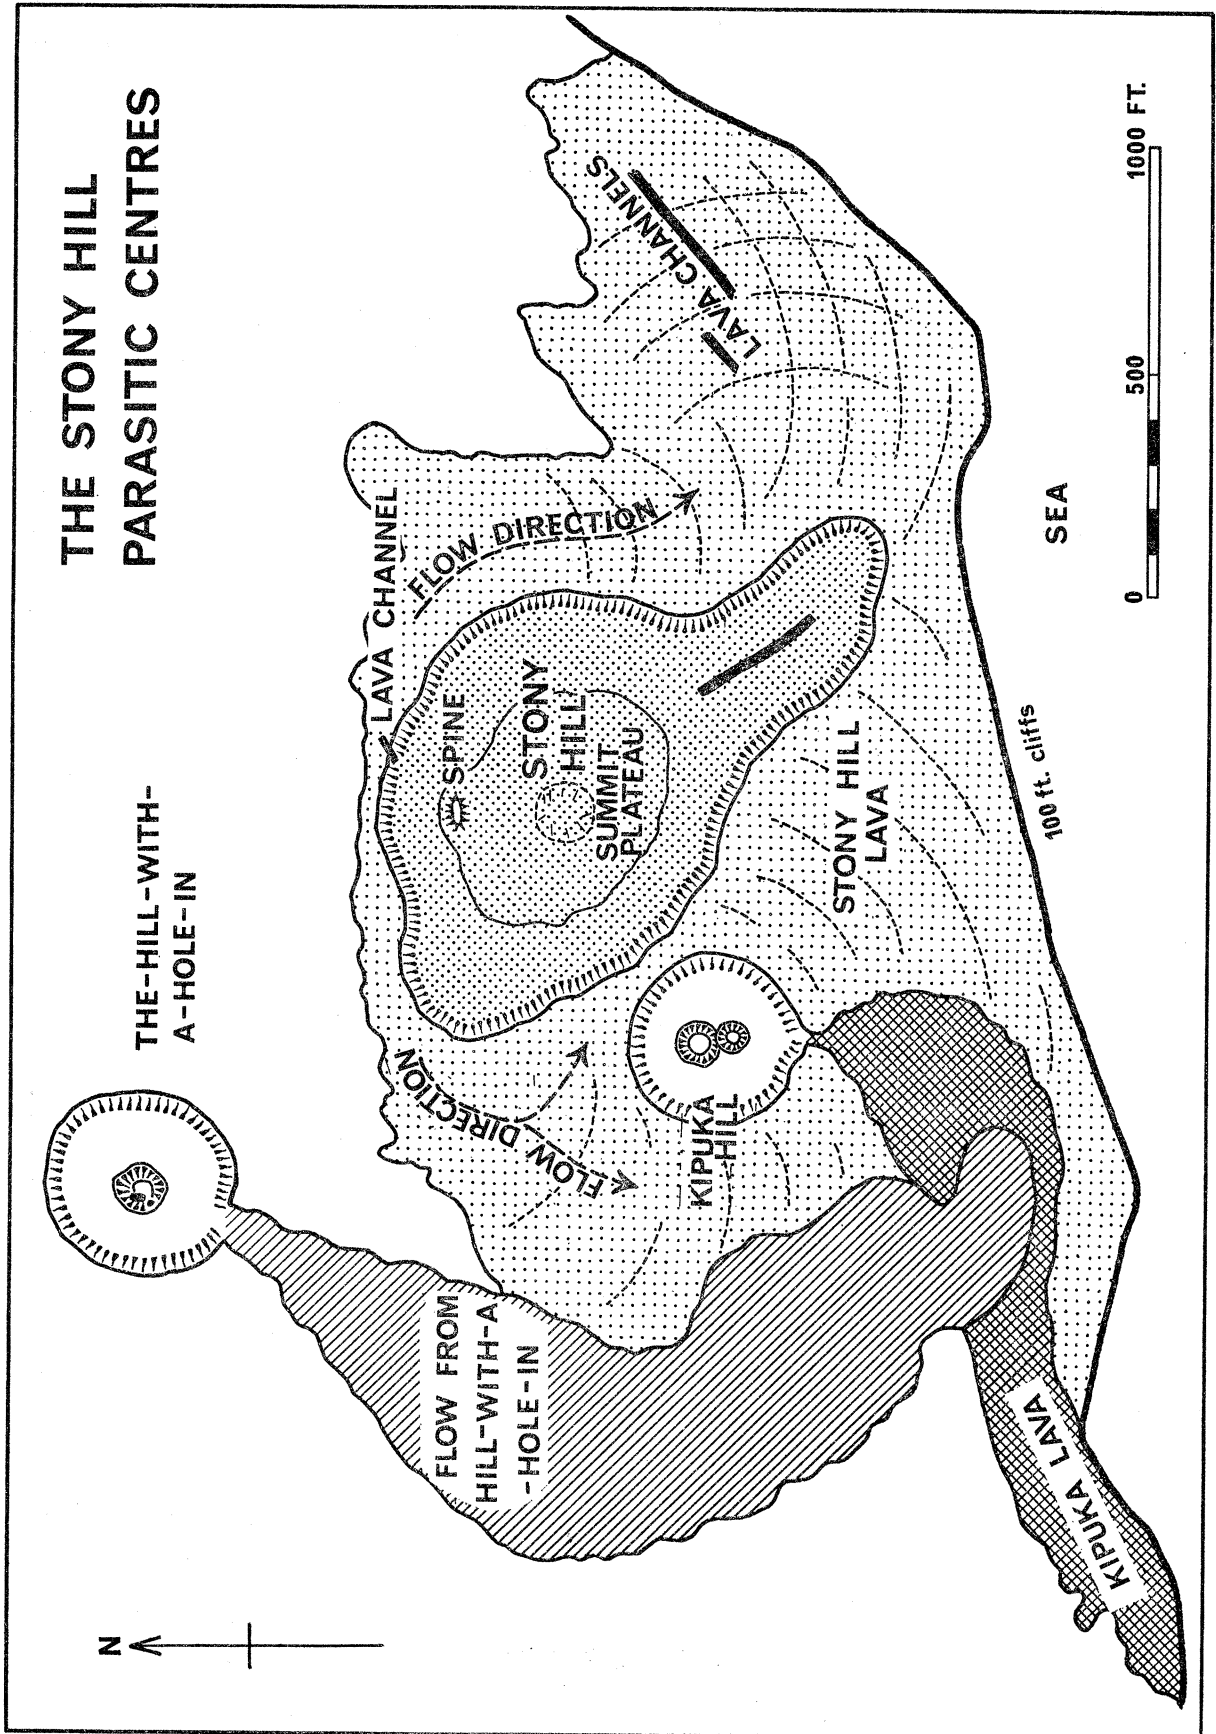 THE STONY HILL
PARASITIC CENTRES
N
THE-HILL-WITH-
A-HOLE-IN
FLOW FROM
HILL-WITH-A
-HOLE-IN
FLOW DIRECTION
LAVA CHANNEL
FLOW DIRECTION
SPINE
STONY
HILL
SUMMIT
PLATEAU
LAVA CHANNELS
KIPUKA
HILL
STONY HILL
LAVA
KIPUKA LAVA
100 ft. cliffs
SEA
0 500 1000 FT.